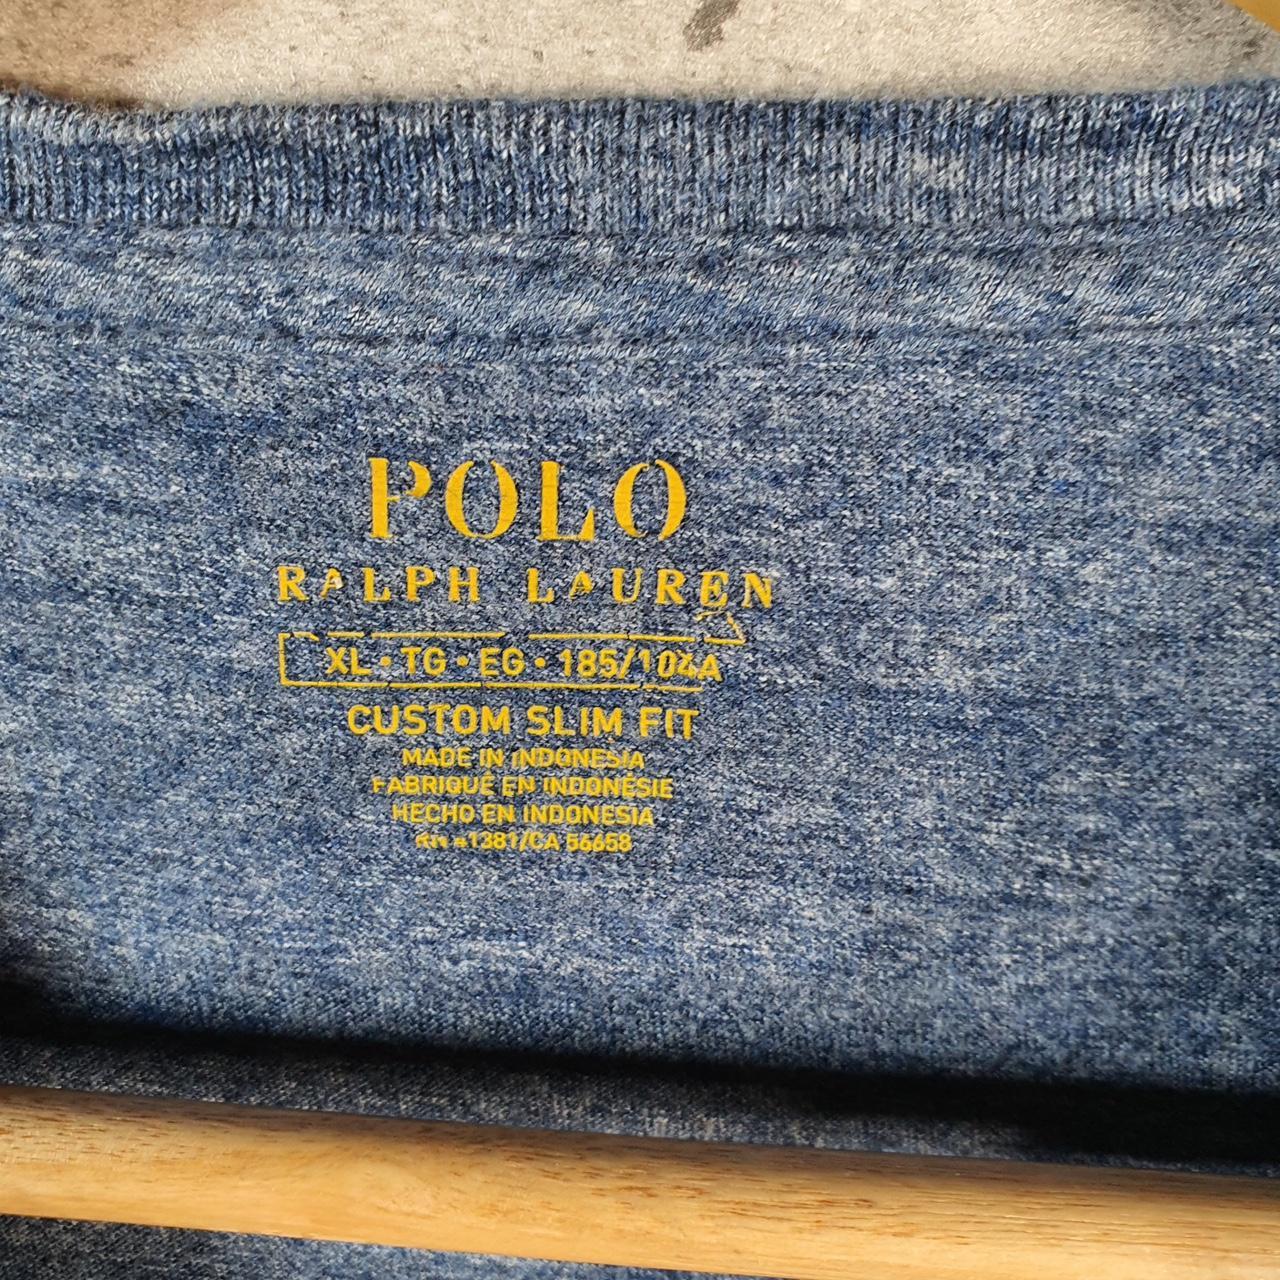 POLO
RALPH LAUREN
XL • TG • EG • 185/104A
CUSTOM SLIM FIT
MADE IN INDONESIA
FABRIQUÉ EN INDONÉSIE
HECHO EN INDONESIA
RN 41381/CA 56658